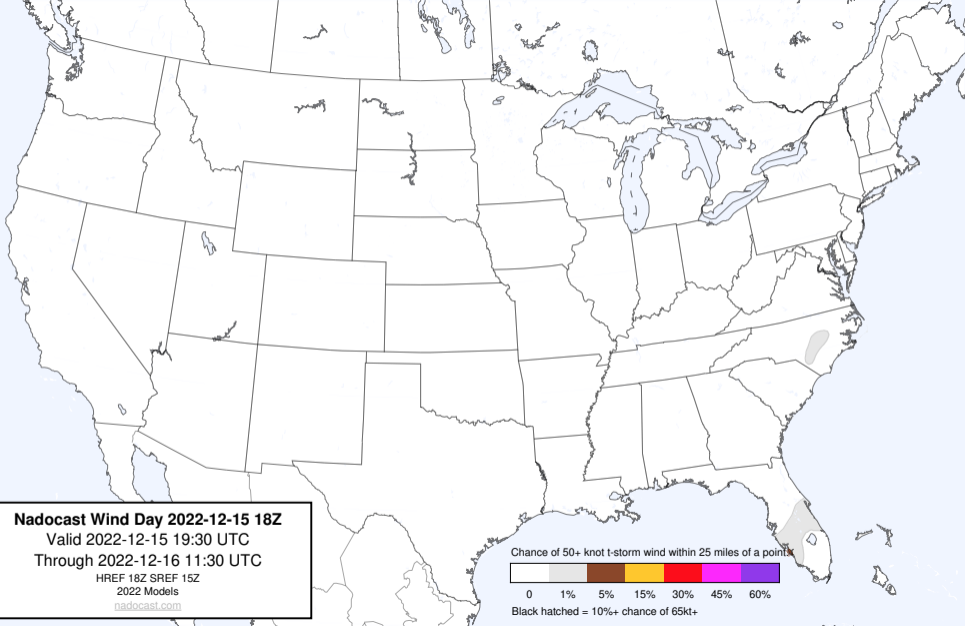 Nadocast Wind Day 2022-12-15 18Z
Valid 2022-12-15 19:30 UTC
Through 2022-12-16 11:30 UTC
HREF 18Z SREF 15Z
2022 Models
nadocast.com
Chance of 50+ knot t-storm wind within 25 miles of a point.
0 1% 5% 15% 30% 45% 60%
Black hatched = 10%+ chance of 65kt+